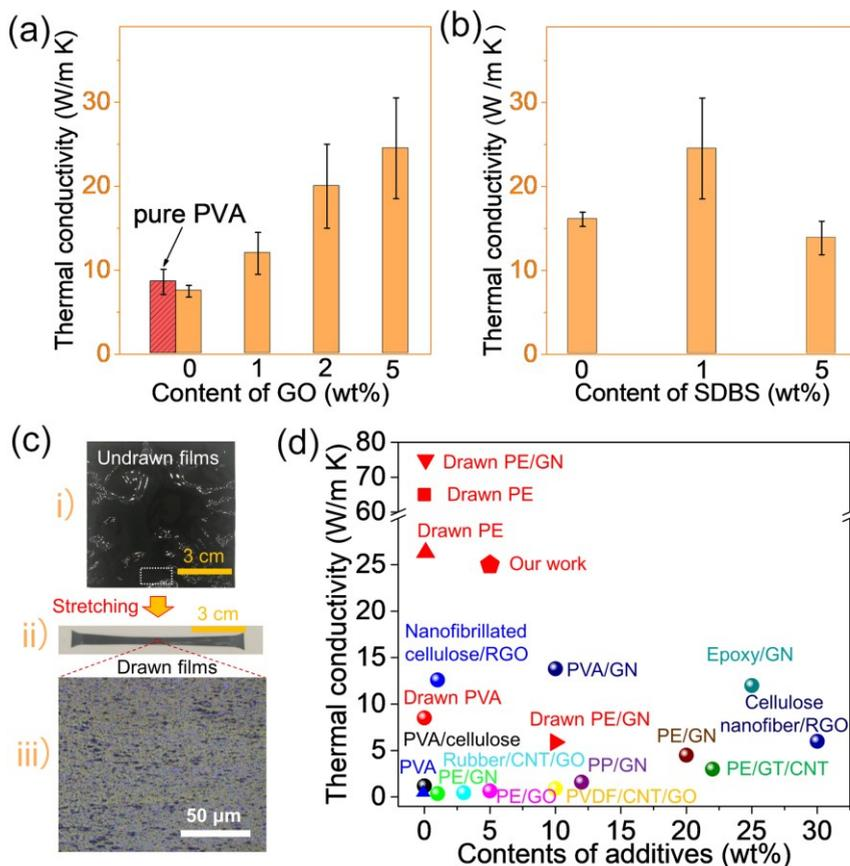 (a)
Thermal conductivity (W/m K)
30
20
10
0
pure PVA
0 1 2 5
Content of GO (wt%)
(b)
Thermal conductivity (W /m K)
30
20
10
0
0 1 5
Content of SDBS (wt%)
(c)
i)
Undrawn films
3 cm
Stretching
3 cm
ii)
Drawn films
iii)
50 μm
(d)
Thermal conductivity (W/m K)
80
70
60
25
20
15
10
5
0
Drawn PE/GN
Drawn PE
Drawn PE
Our work
Nanofibrillated
cellulose/RGO
PVA/GN
Epoxy/GN
Drawn PVA
Drawn PE/GN
Cellulose
nanofiber/RGO
PVA/cellulose
PE/GN
Rubber/CNT/GO
PVA
PE/GN
PP/GN
PE/GT/CNT
PE/GO
PVDF/CNT/GO
0 5 10 15 20 25 30
Contents of additives (wt%)